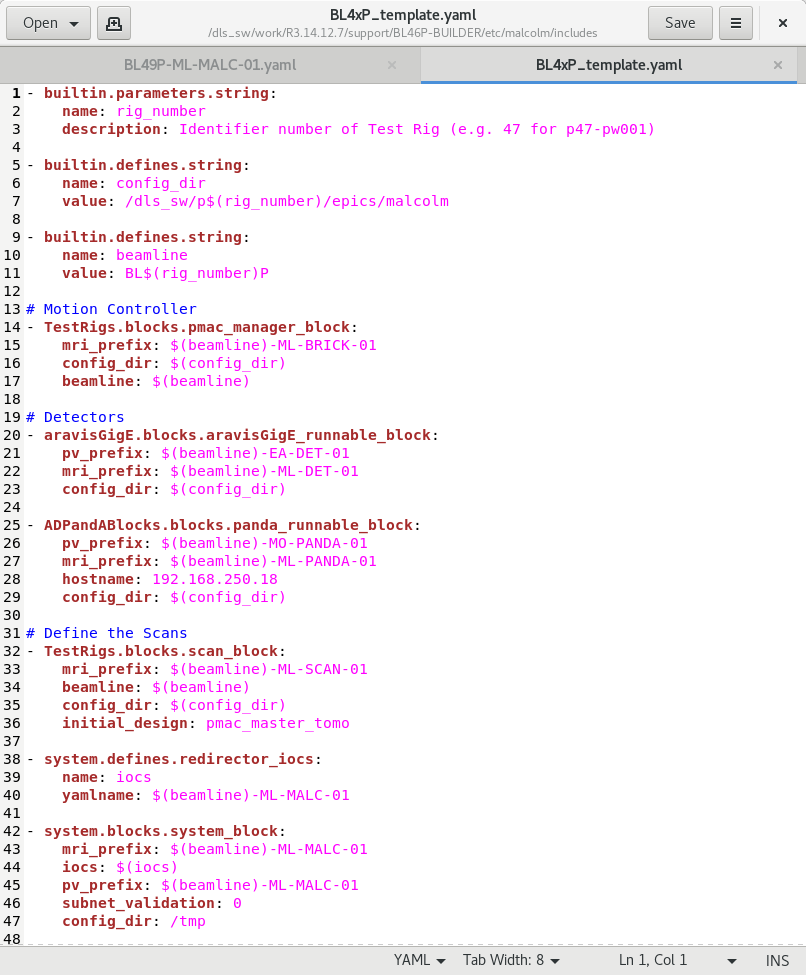 Open
BL4xP_template.yaml
/dls_sw/work/R3.14.12.7/support/BL46P-BUILDER/etc/malcolm/includes
Save
BL49P-ML-MALC-01.yaml
BL4xP_template.yaml
1 - builtin.parameters.string:
2     name: rig_number
3     description: Identifier number of Test Rig (e.g. 47 for p47-pw001)
4
5 - builtin.defines.string:
6     name: config_dir
7     value: /dls_sw/p$(rig_number)/epics/malcolm
8
9 - builtin.defines.string:
10     name: beamline
11     value: BL$(rig_number)P
12
13 # Motion Controller
14 - TestRigs.blocks.pmac_manager_block:
15     mri_prefix: $(beamline)-ML-BRICK-01
16     config_dir: $(config_dir)
17     beamline: $(beamline)
18
19 # Detectors
20 - aravisGigE.blocks.aravisGigE_runnable_block:
21     pv_prefix: $(beamline)-EA-DET-01
22     mri_prefix: $(beamline)-ML-DET-01
23     config_dir: $(config_dir)
24
25 - ADPandABlocks.blocks.panda_runnable_block:
26     pv_prefix: $(beamline)-MO-PANDA-01
27     mri_prefix: $(beamline)-ML-PANDA-01
28     hostname: 192.168.250.18
29     config_dir: $(config_dir)
30
31 # Define the Scans
32 - TestRigs.blocks.scan_block:
33     mri_prefix: $(beamline)-ML-SCAN-01
34     beamline: $(beamline)
35     config_dir: $(config_dir)
36     initial_design: pmac_master_tomo
37
38 - system.defines.redirector_iocs:
39     name: iocs
40     yamlname: $(beamline)-ML-MALC-01
41
42 - system.blocks.system_block:
43     mri_prefix: $(beamline)-ML-MALC-01
44     iocs: $(iocs)
45     pv_prefix: $(beamline)-ML-MALC-01
46     subnet_validation: 0
47     config_dir: /tmp
48
YAML Tab Width: 8 Ln 1, Col 1 INS